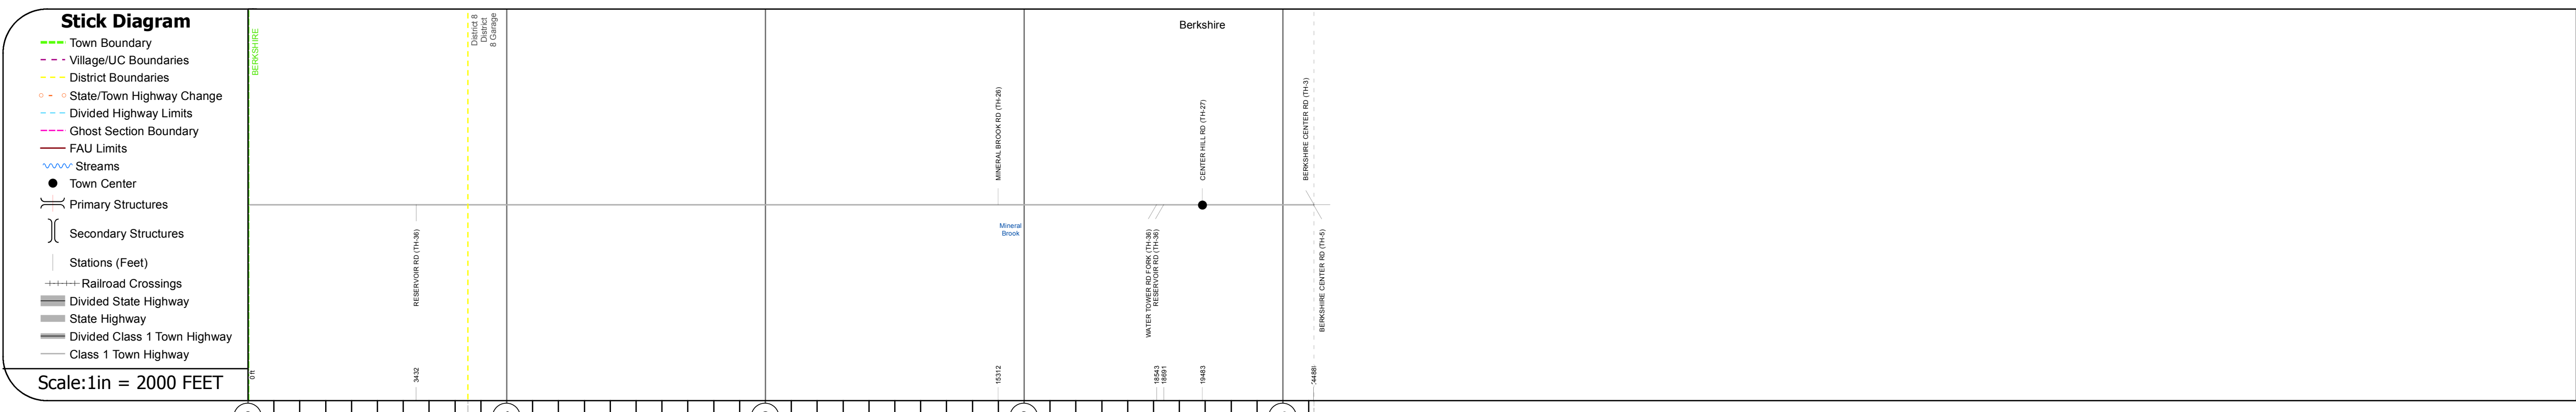 Stick Diagram
Town Boundary
Village/UC Boundaries
District Boundaries
State/Town Highway Change
Divided Highway Limits
Ghost Section Boundary
FAU Limits
Streams
Town Center
Primary Structures
Secondary Structures
Stations (Feet)
Railroad Crossings
Divided State Highway
State Highway
Divided Class 1 Town Highway
Class 1 Town Highway
Scale:1in = 2000 FEET
BERKSHIRE
District 8
District
8 Garage
Berkshire
MINERAL BROOK RD (TH-26)
CENTER HILL RD (TH-27)
BERKSHIRE CENTER RD (TH-3)
RESERVOIR RD (TH-36)
Mineral
Brook
WATER TOWER RD FORK (TH-36)
RESERVOIR RD (TH-36)
BERKSHIRE CENTER RD (TH-5)
0 ft
3432
15312
18543
18691
19483